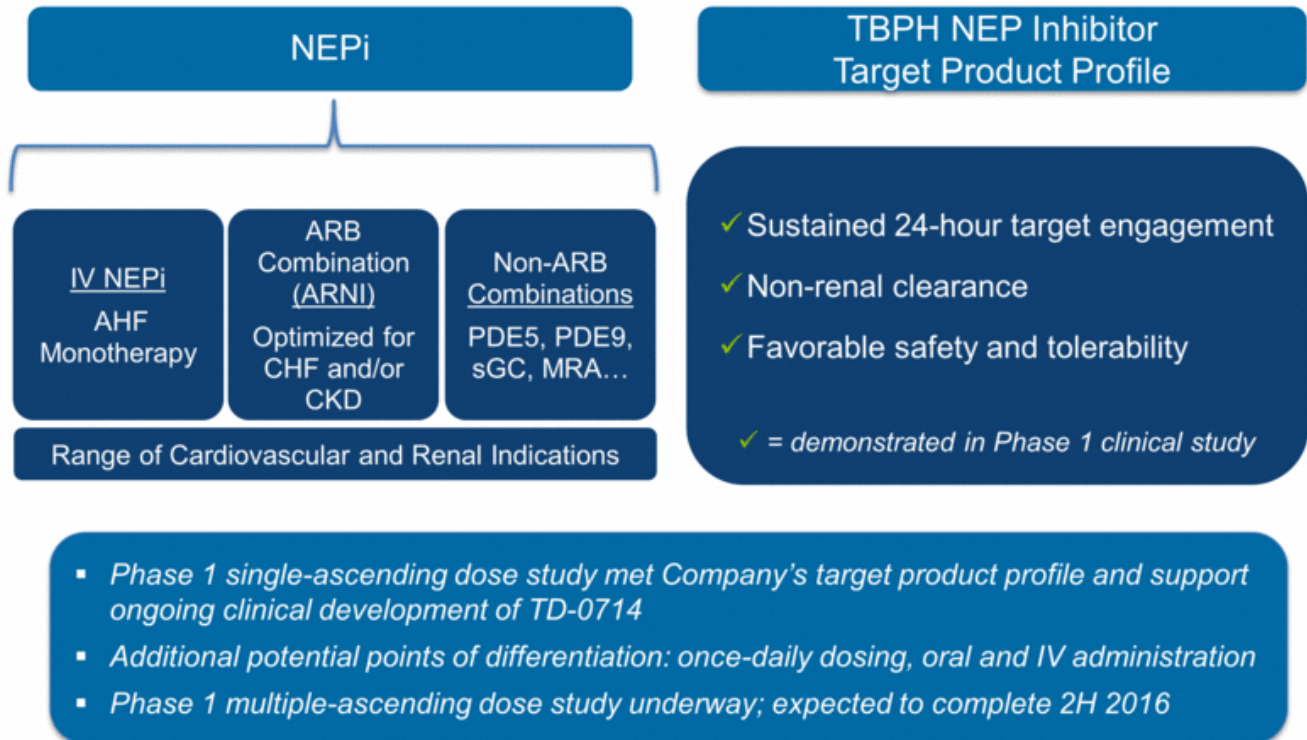 NEPi
TBPH NEP Inhibitor
Target Product Profile
IV NEPi
AHF
Monotherapy
ARB
Combination
(ARNI)
Optimized for
CHF and/or
CKD
Non-ARB
Combinations
PDE5, PDE9,
sGC, MRA…
Range of Cardiovascular and Renal Indications
✓ Sustained 24-hour target engagement
✓ Non-renal clearance
✓ Favorable safety and tolerability
✓ = demonstrated in Phase 1 clinical study
▪ Phase 1 single-ascending dose study met Company’s target product profile and support
ongoing clinical development of TD-0714
▪ Additional potential points of differentiation: once-daily dosing, oral and IV administration
▪ Phase 1 multiple-ascending dose study underway; expected to complete 2H 2016